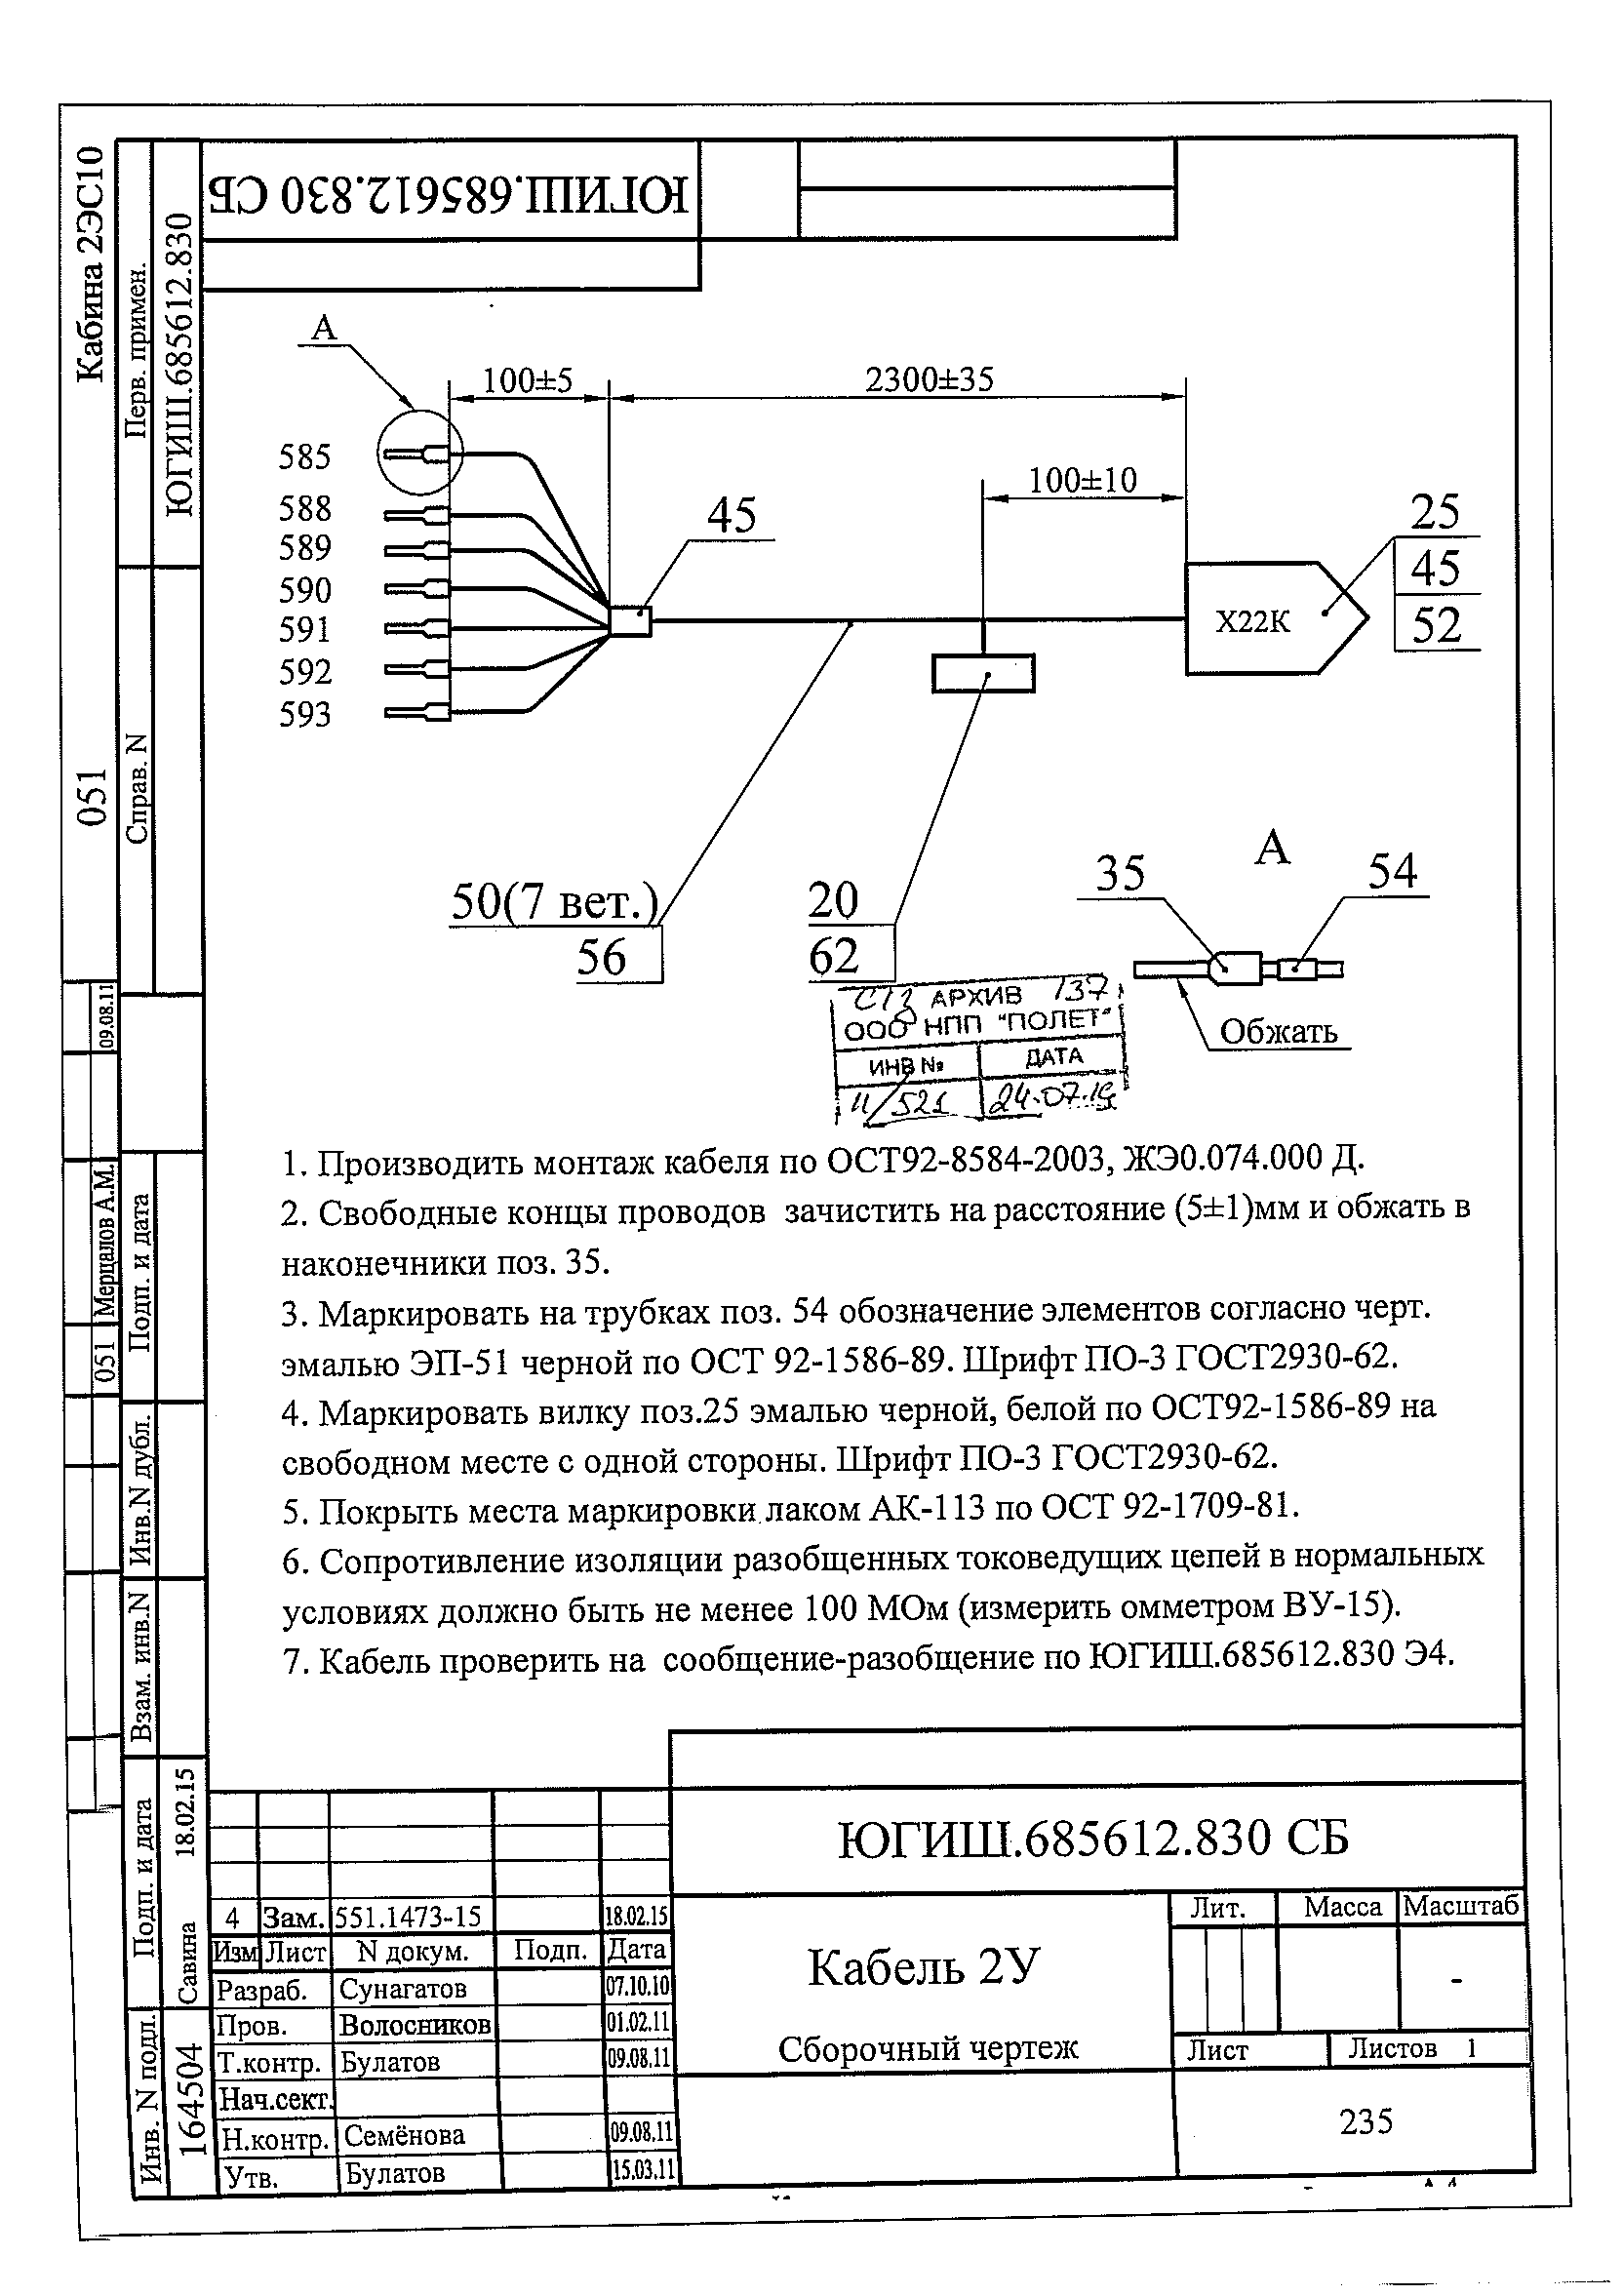 Кабина 2ЭС10
051
Перв. примен.
ЮГИШ.685612.830
Справ. N
ЮГИШ.685612.830 СБ
А
100±5
2300±35
100±10
585
588
589
590
591
592
593
45
Х22К
25
45
52
50(7 вет.)
56
20
62
А
35
54
Обжать
АРХИВ 137
ООО НПП "ПОЛЕТ"
ИНВ № ДАТА
11/521 24.07.19
1. Производить монтаж кабеля по ОСТ92-8584-2003, ЖЭ0.074.000 Д.
2. Свободные концы проводов зачистить на расстояние (5±1)мм и обжать в
наконечники поз. 35.
3. Маркировать на трубках поз. 54 обозначение элементов согласно черт.
эмалью ЭП-51 черной по ОСТ 92-1586-89. Шрифт ПО-3 ГОСТ2930-62.
4. Маркировать вилку поз.25 эмалью черной, белой по ОСТ92-1586-89 на
свободном месте с одной стороны. Шрифт ПО-3 ГОСТ2930-62.
5. Покрыть места маркировки лаком АК-113 по ОСТ 92-1709-81.
6. Сопротивление изоляции разобщенных токоведущих цепей в нормальных
условиях должно быть не менее 100 МОм (измерить омметром ВУ-15).
7. Кабель проверить на сообщение-разобщение по ЮГИШ.685612.830 Э4.
09.08.11
Мерцалов А.М.
051
Подп. и дата
Инв.N дубл.
Взам. инв.N
Подп. и дата
Савина 18.02.15
Инв. N подл.
164504
4 Зам. 551.1473-15 18.02.15
Изм Лист N докум. Подп. Дата
Разраб. Сунагатов 07.10.10
Пров. Волосников 01.02.11
Т.контр. Булатов 09.08.11
Нач.сект.
Н.контр. Семёнова 09.08.11
Утв. Булатов 15.03.11
ЮГИШ.685612.830 СБ
Кабель 2У
Сборочный чертеж
Лит. Масса Масштаб
-
Лист Листов 1
235